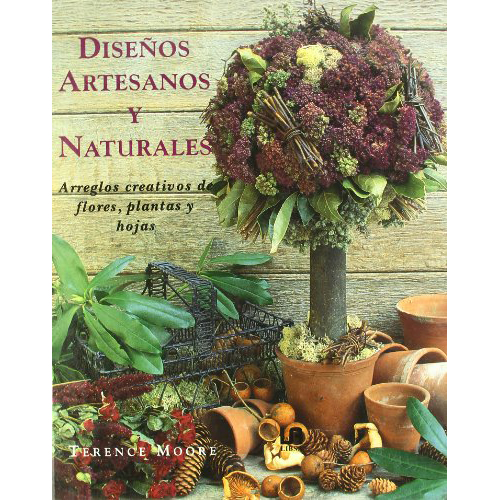 DISEÑOS
ARTESANOS
Y
NATURALES
Arreglos creativos de
flores, plantas y
hojas
TERENCE MOORE